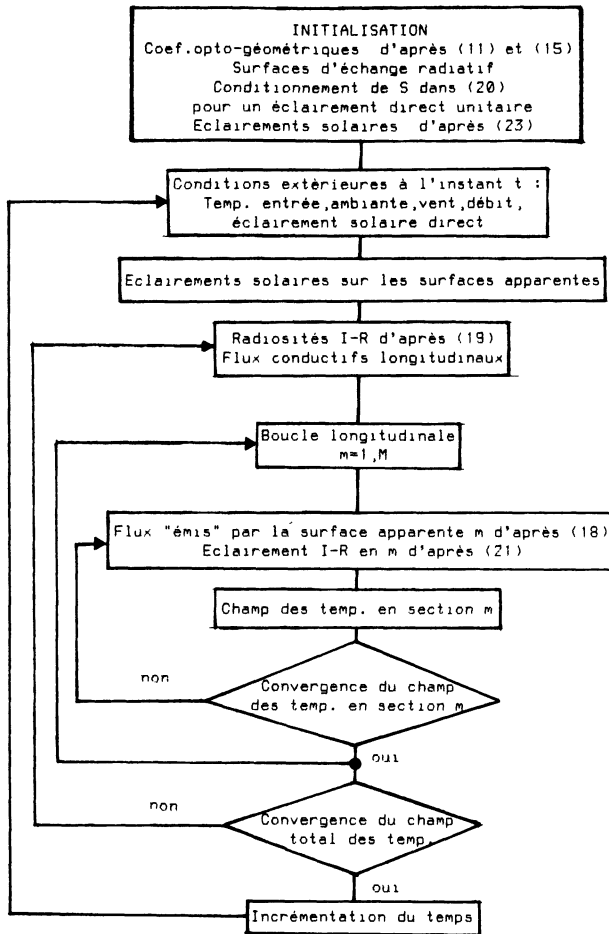 INITIALISATION
Coef.opto-géométriques d'après (11) et (15)
Surfaces d'échange radiatif
Conditionnement de S dans (20)
pour un éclairement direct unitaire
Eclairements solaires d'après (23)
Conditions extèrieures à l'instant t :
Temp. entrée,ambiante,vent,débit,
éclairement solaire direct
Eclairements solaires sur les surfaces apparentes
Radiosités I-R d'après (19)
Flux conductifs longitudinaux
Boucle longitudinale
m=1,M
Flux "émis" par la surface apparente m d'après (18)
Eclairement I-R en m d'après (21)
Champ des temp. en section m
non
Convergence du champ
des temp. en section m
oui
non
Convergence du champ
total des temp.
oui
Incrémentation du temps